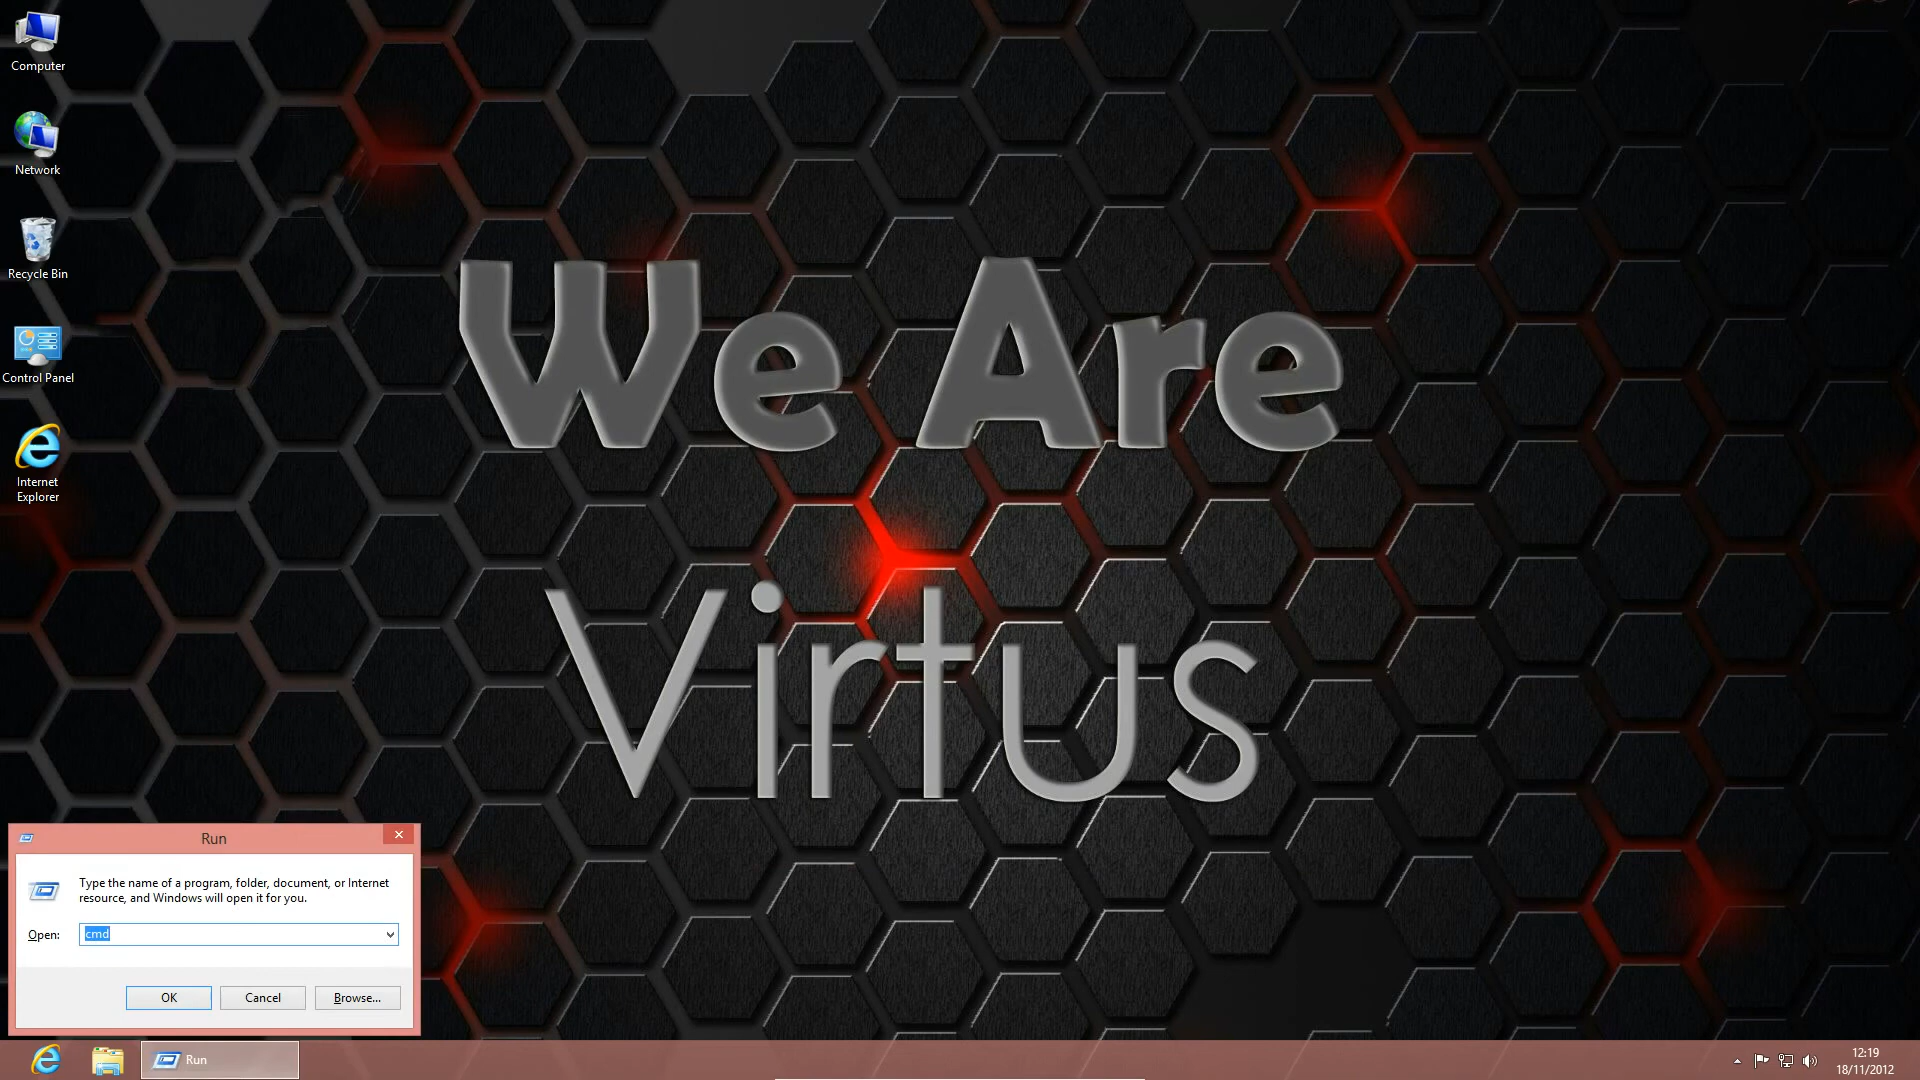 Computer
Network
Recycle Bin
Control Panel
Internet
Explorer
We Are
Virtus
Run
Type the name of a program, folder, document, or Internet
resource, and Windows will open it for you.
Open: cmd
OK Cancel Browse...
Run
12:19
18/11/2012